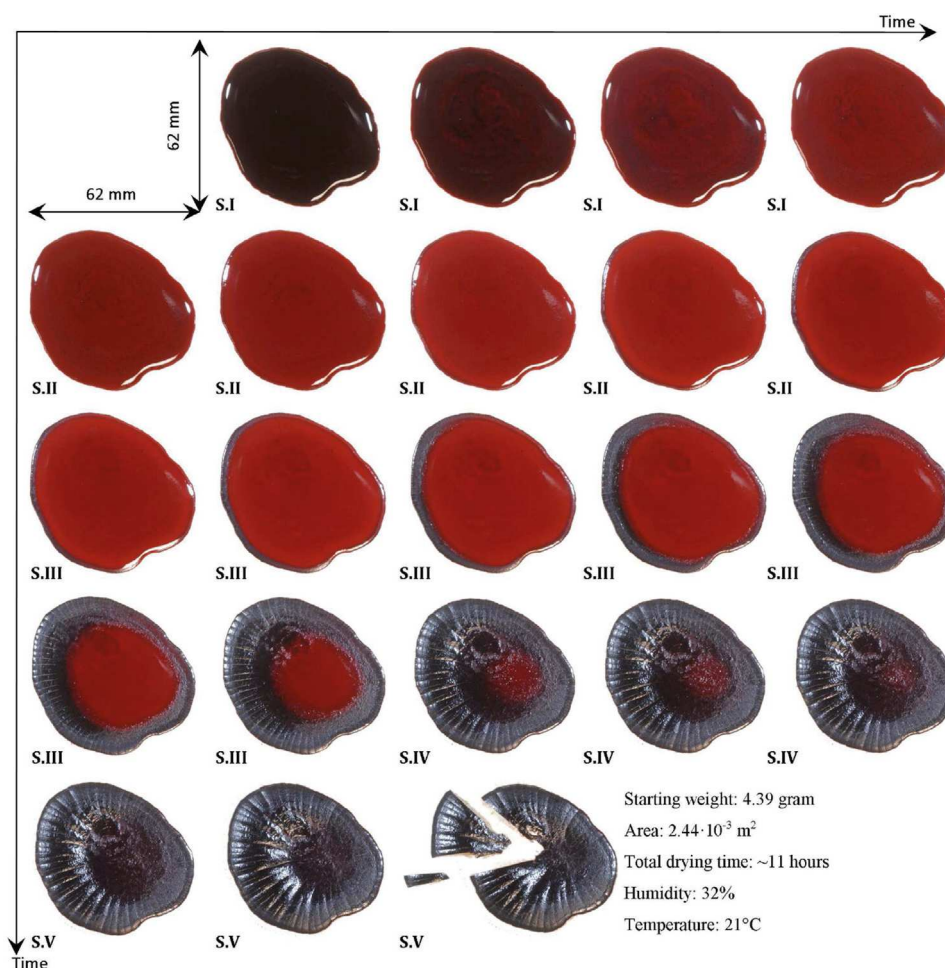 Time
62 mm
62 mm
S.I
S.I
S.I
S.I
S.II
S.II
S.II
S.II
S.II
S.III
S.III
S.III
S.III
S.III
S.III
S.III
S.IV
S.IV
S.IV
Starting weight: 4.39 gram
Area: 2.44·10⁻³ m²
Total drying time: ~11 hours
Humidity: 32%
Temperature: 21°C
S.V
S.V
S.V
Time